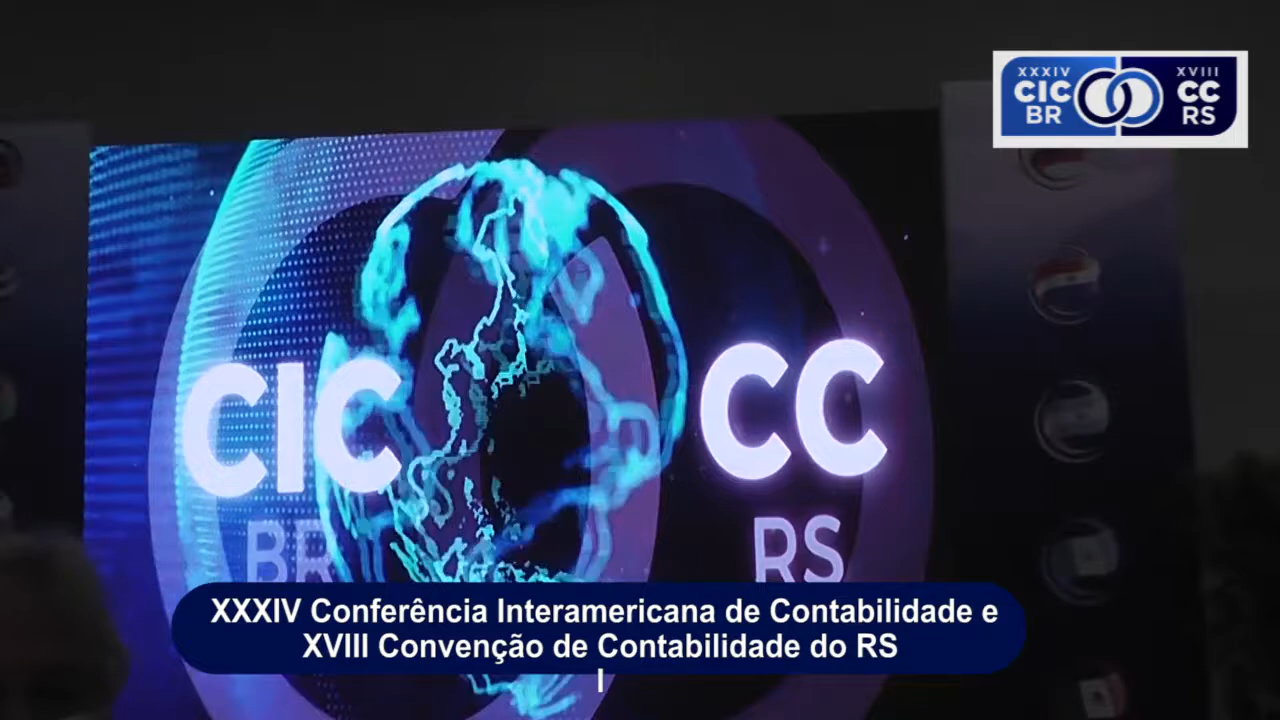 XXXIV XVIII
CIC CC
BR RS
CIC CC
BR RS
XXXIV Conferência Interamericana de Contabilidade e
XVIII Convenção de Contabilidade do RS
I